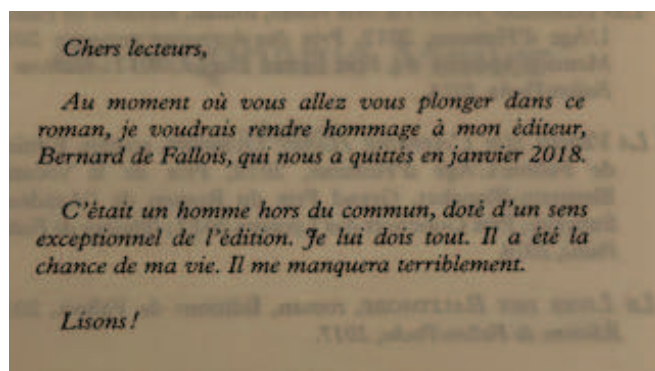 Chers lecteurs,
Au moment où vous allez vous plonger dans ce
roman, je voudrais rendre hommage à mon éditeur,
Bernard de Fallois, qui nous a quittés en janvier 2018.
C'était un homme hors du commun, doté d'un sens
exceptionnel de l'édition. Je lui dois tout. Il a été la
chance de ma vie. Il me manquera terriblement.
Lisons !